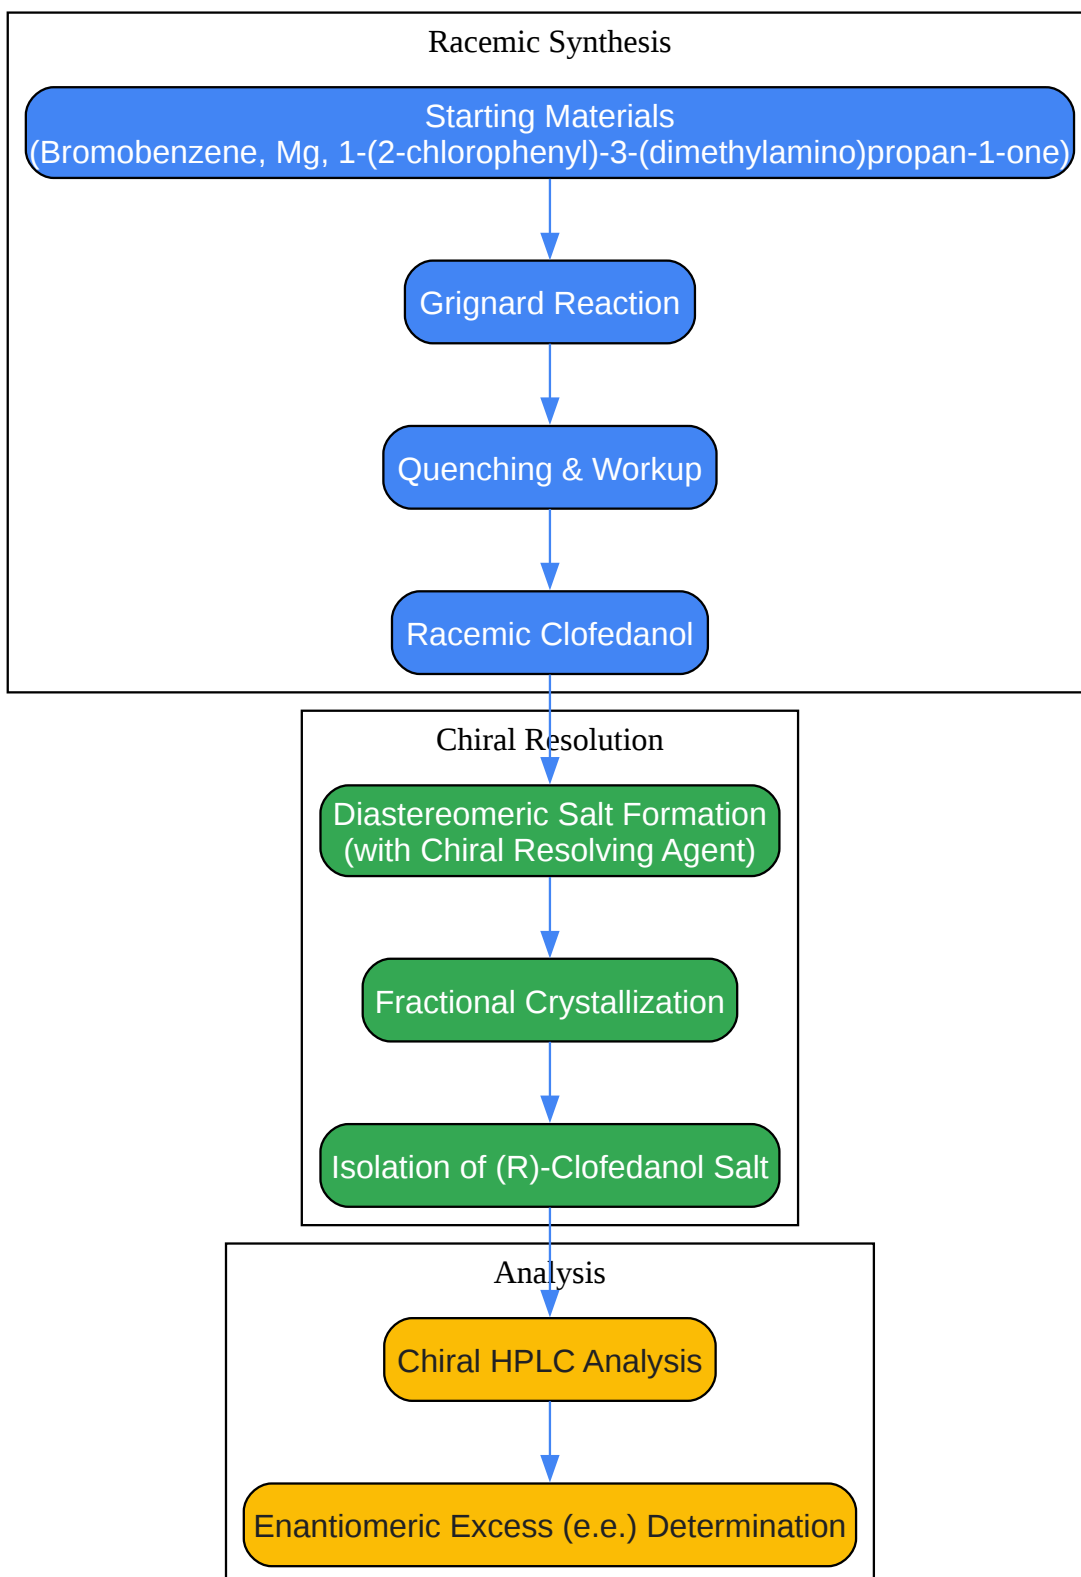 Racemic Synthesis
Starting Materials
(Bromobenzene, Mg, 1-(2-chlorophenyl)-3-(dimethylamino)propan-1-one)
Grignard Reaction
Quenching & Workup
Racemic Clofedanol
Chiral Resolution
Diastereomeric Salt Formation
(with Chiral Resolving Agent)
Fractional Crystallization
Isolation of (R)-Clofedanol Salt
Analysis
Chiral HPLC Analysis
Enantiomeric Excess (e.e.) Determination